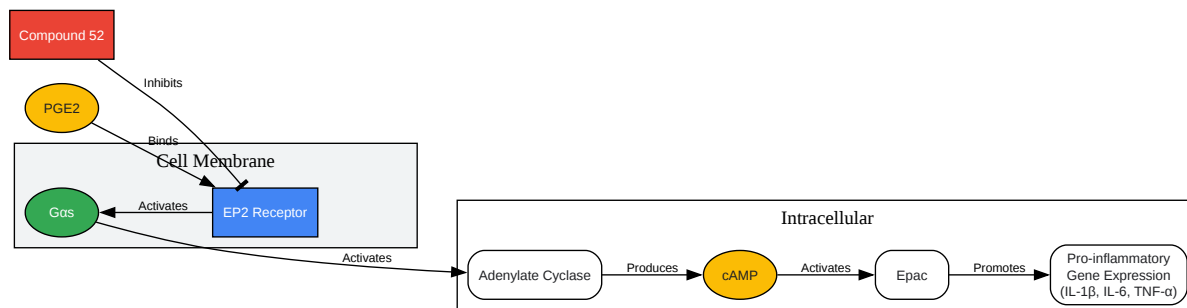 Compound 52
Inhibits
PGE2
Binds
Cell Membrane
Gαs
Activates
EP2 Receptor
Activates
Intracellular
Adenylate Cyclase
Produces
cAMP
Activates
Epac
Promotes
Pro-inflammatory
Gene Expression
(IL-1β, IL-6, TNF-α)